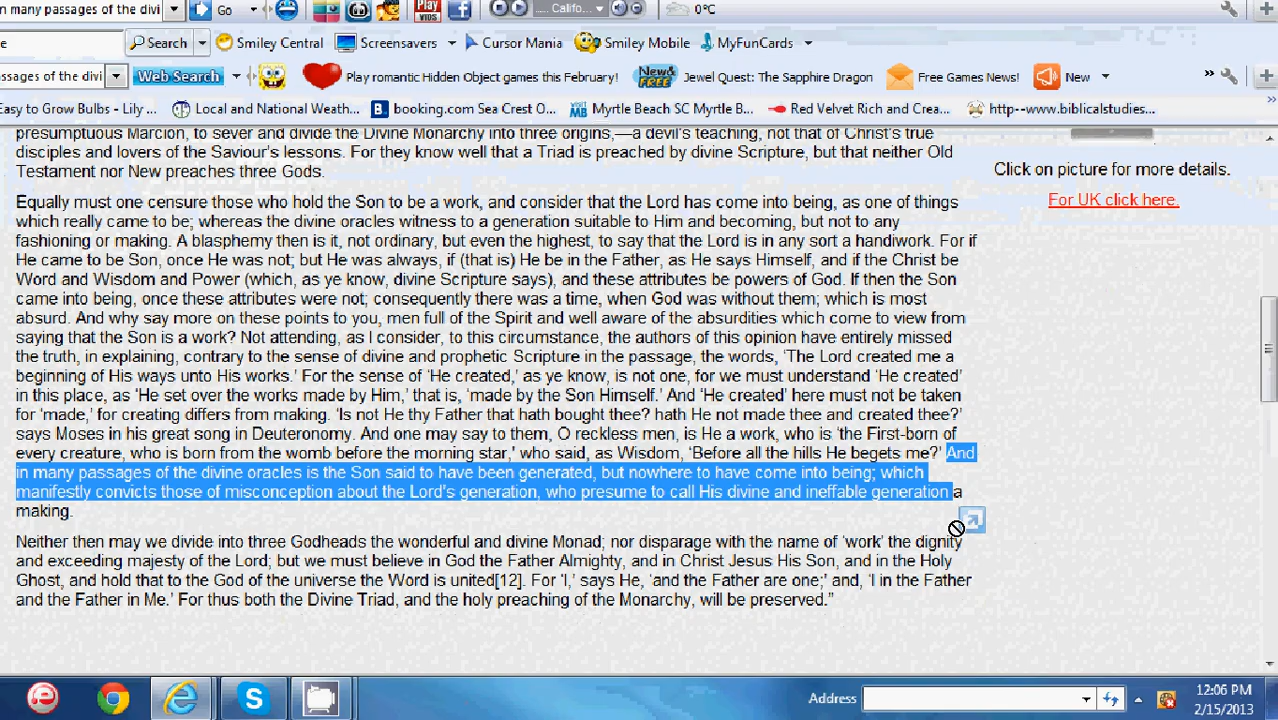 n many passages of the divi Go Play VIDS ..... Califo... 0°C
e Search Smiley Central Screensavers Cursor Mania Smiley Mobile MyFunCards
ssages of the divi Web Search Play romantic Hidden Object games this February! New& FREE Jewel Quest: The Sapphire Dragon Free Games News! New »
Easy to Grow Bulbs - Lily ... Local and National Weath... B. booking.com Sea Crest O... VISIT MB Myrtle Beach SC Myrtle B... Red Velvet Rich and Crea... http--www.biblicalstudies... »
presumptuous Marcion, to sever and divide the Divine Monarchy into three origins,—a devil's teaching, not that of Christ's true
disciples and lovers of the Saviour's lessons. For they know well that a Triad is preached by divine Scripture, but that neither Old
Testament nor New preaches three Gods.
Click on picture for more details.
For UK click here.
Equally must one censure those who hold the Son to be a work, and consider that the Lord has come into being, as one of things
which really came to be; whereas the divine oracles witness to a generation suitable to Him and becoming, but not to any
fashioning or making. A blasphemy then is it, not ordinary, but even the highest, to say that the Lord is in any sort a handiwork. For if
He came to be Son, once He was not; but He was always, if (that is) He be in the Father, as He says Himself, and if the Christ be
Word and Wisdom and Power (which, as ye know, divine Scripture says), and these attributes be powers of God. If then the Son
came into being, once these attributes were not; consequently there was a time, when God was without them; which is most
absurd. And why say more on these points to you, men full of the Spirit and well aware of the absurdities which come to view from
saying that the Son is a work? Not attending, as I consider, to this circumstance, the authors of this opinion have entirely missed
the truth, in explaining, contrary to the sense of divine and prophetic Scripture in the passage, the words, 'The Lord created me a
beginning of His ways unto His works.' For the sense of 'He created,' as ye know, is not one, for we must understand 'He created'
in this place, as 'He set over the works made by Him,' that is, 'made by the Son Himself.' And 'He created' here must not be taken
for 'made,' for creating differs from making. 'Is not He thy Father that hath bought thee? hath He not made thee and created thee?'
says Moses in his great song in Deuteronomy. And one may say to them, O reckless men, is He a work, who is 'the First-born of
every creature, who is born from the womb before the morning star,' who said, as Wisdom, 'Before all the hills He begets me?' And
in many passages of the divine oracles is the Son said to have been generated, but nowhere to have come into being; which
manifestly convicts those of misconception about the Lord's generation, who presume to call His divine and ineffable generation a
making.
Neither then may we divide into three Godheads the wonderful and divine Monad; nor disparage with the name of 'work' the dignity
and exceeding majesty of the Lord; but we must believe in God the Father Almighty, and in Christ Jesus His Son, and in the Holy
Ghost, and hold that to the God of the universe the Word is united[12]. For 'I,' says He, 'and the Father are one;' and, 'I in the Father
and the Father in Me.' For thus both the Divine Triad, and the holy preaching of the Monarchy, will be preserved."
Address
12:06 PM
2/15/2013